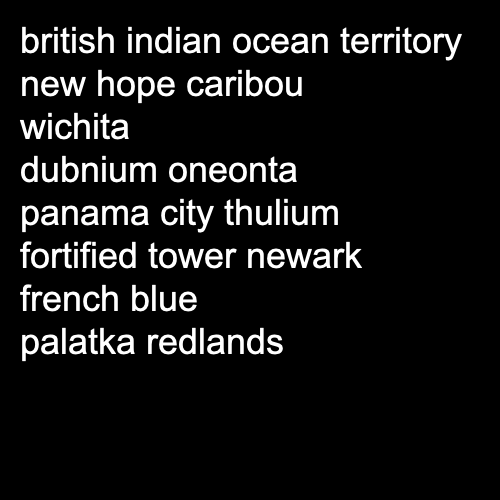 british indian ocean territory
new hope caribou
wichita
dubnium oneonta
panama city thulium
fortified tower newark
french blue
palatka redlands